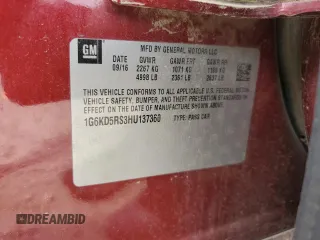 GM
MFD BY GENERAL MOTORS LLC
DATE GVWR GAWR FRT GAWR RR
09/16 2267 KG 1071 KG KG
4998 LB 2361 LB 2637 LB
THIS VEHICLE CONFORMS TO ALL APPLICABLE U.S. FEDERAL MOTOR
VEHICLE SAFETY, BUMPER, AND THEFT PREVENTION STANDARDS
IN EFFECT ON THE DATE OF MANUFACTURE SHOWN ABOVE.
1G6KD5RS3HU137360 TYPE: PASS CAR
DREAMBID